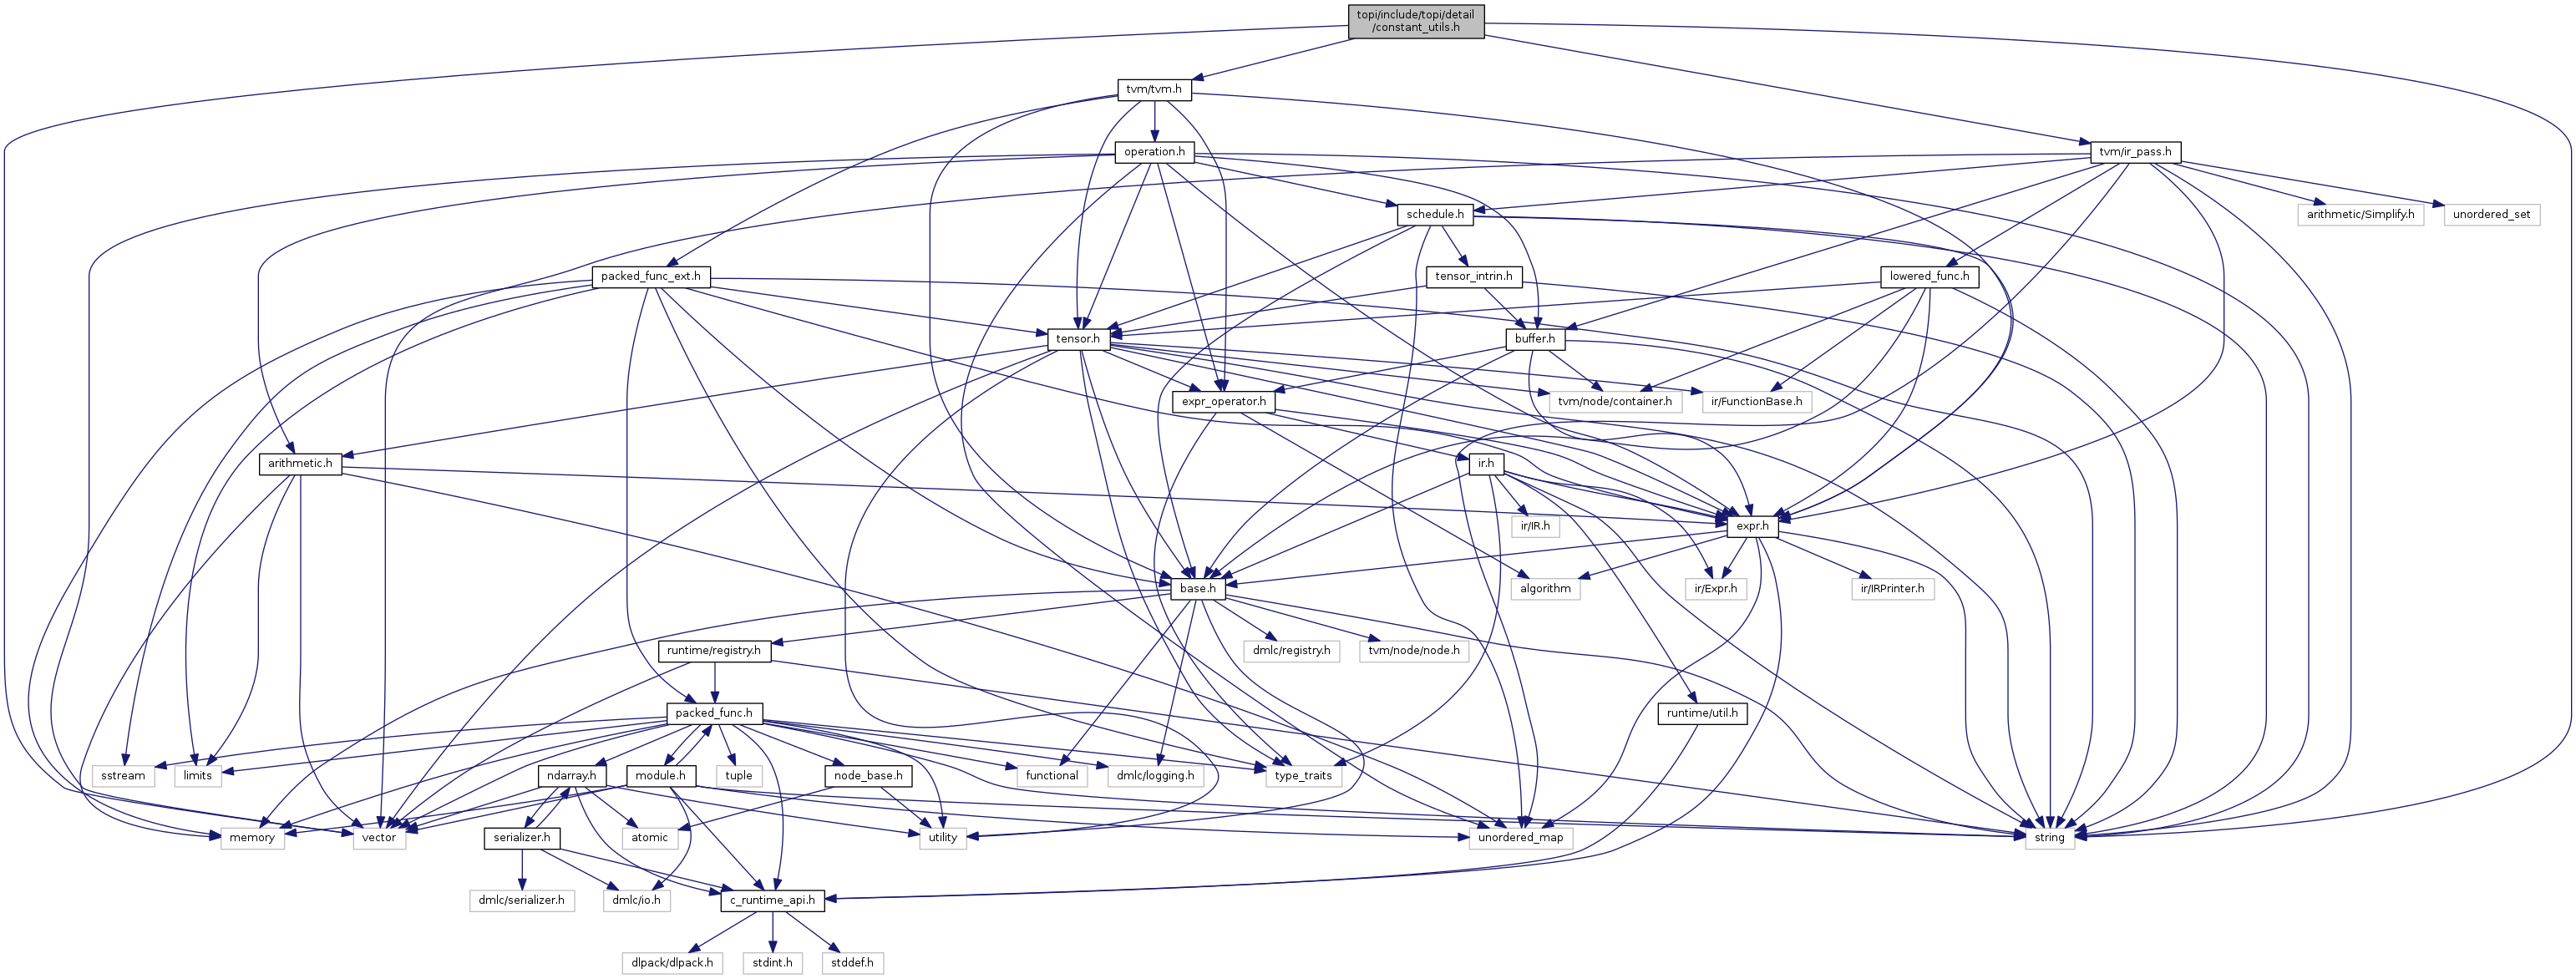 topi/include/topi/detail
/constant_utils.h
tvm/tvm.h
operation.h
tvm/ir_pass.h
schedule.h
arithmetic/Simplify.h
unordered_set
packed_func_ext.h
tensor_intrin.h
lowered_func.h
tensor.h
buffer.h
expr_operator.h
tvm/node/container.h
ir/FunctionBase.h
arithmetic.h
ir.h
ir/IR.h
expr.h
base.h
algorithm
ir/Expr.h
ir/IRPrinter.h
runtime/registry.h
dmlc/registry.h
tvm/node/node.h
packed_func.h
runtime/util.h
sstream
limits
ndarray.h
module.h
tuple
node_base.h
functional
dmlc/logging.h
type_traits
memory
vector
serializer.h
atomic
utility
unordered_map
string
dmlc/serializer.h
dmlc/io.h
c_runtime_api.h
dlpack/dlpack.h
stdint.h
stddef.h